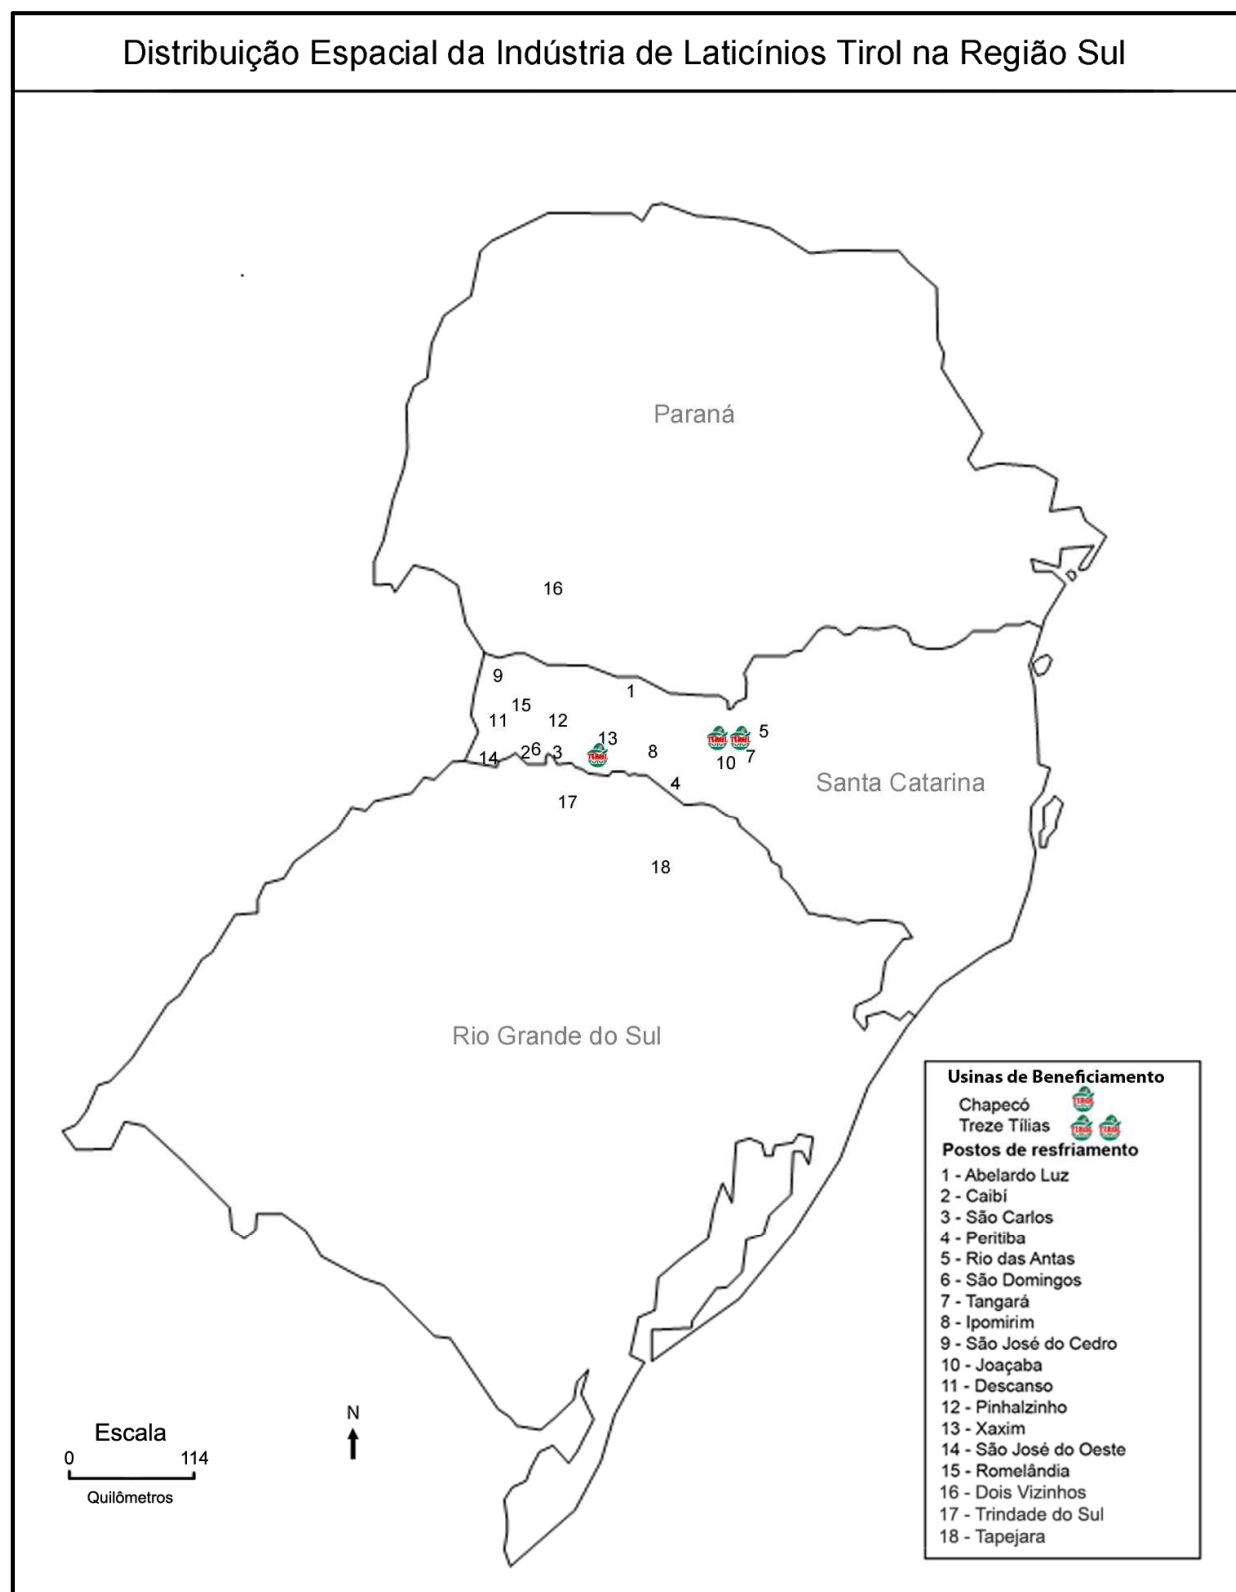 Distribuição Espacial da Indústria de Laticínios Tirol na Região Sul
Paraná
16
9
1
15
11
12
5
13
14
2
6
3
8
7
10
4
Santa Catarina
17
18
Rio Grande do Sul
Usinas de Beneficiamento
Chapecó
Treze Tílias
Postos de resfriamento
1 - Abelardo Luz
2 - Caibí
3 - São Carlos
4 - Peritiba
5 - Rio das Antas
6 - São Domingos
7 - Tangará
8 - Ipomirim
9 - São José do Cedro
10 - Joaçaba
11 - Descanso
12 - Pinhalzinho
13 - Xaxim
14 - São José do Oeste
15 - Romelândia
16 - Dois Vizinhos
17 - Trindade do Sul
18 - Tapejara
Escala
0 114
Quilômetros
N